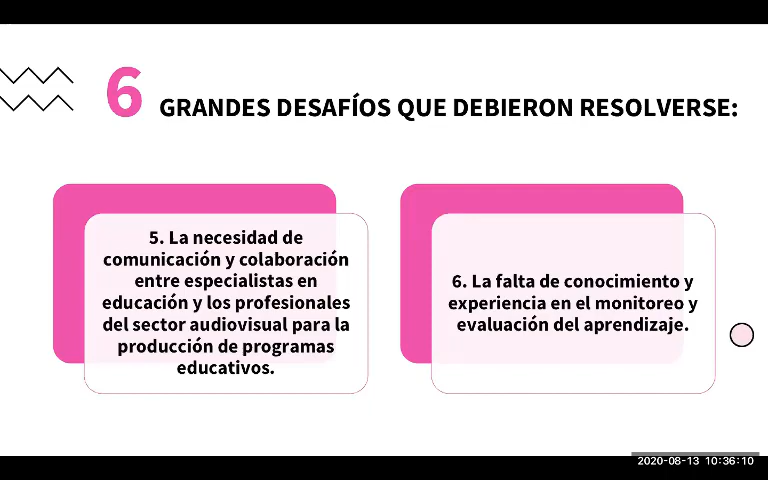 6 GRANDES DESAFÍOS QUE DEBIERON RESOLVERSE:
5. La necesidad de
comunicación y colaboración
entre especialistas en
educación y los profesionales
del sector audiovisual para la
producción de programas
educativos.
6. La falta de conocimiento y
experiencia en el monitoreo y
evaluación del aprendizaje.
2020-08-13 10:36:10